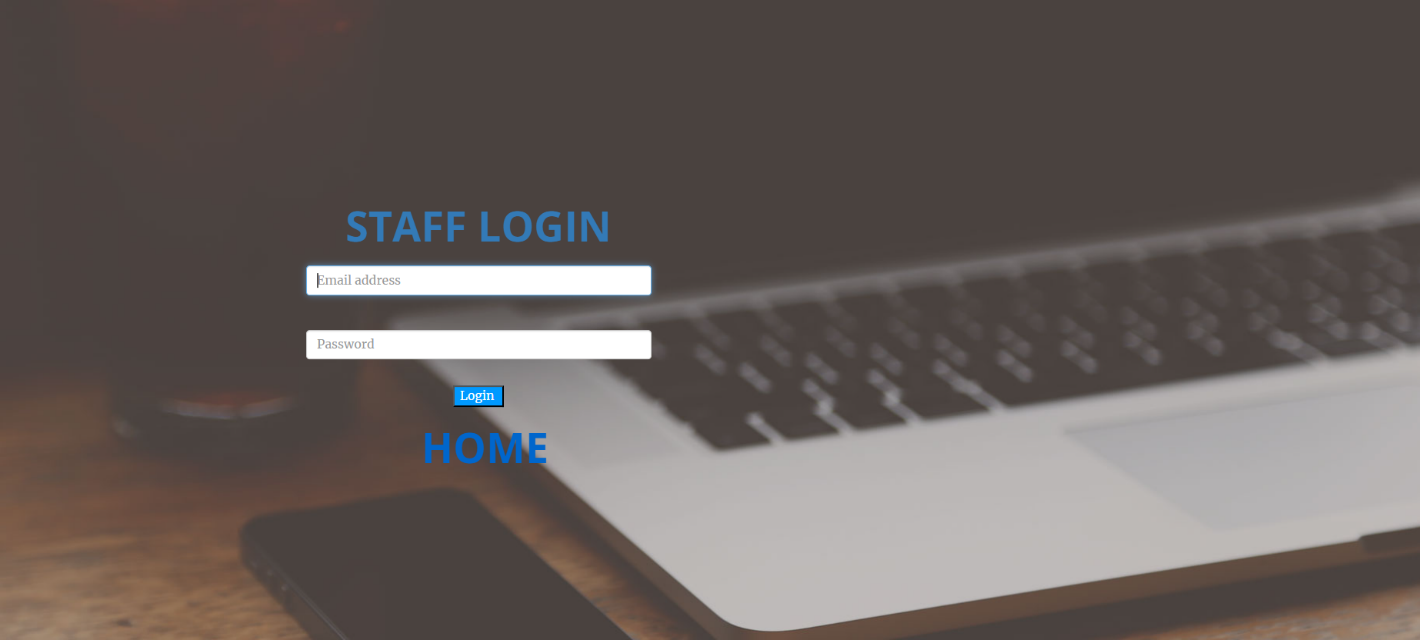 STAFF LOGIN
Email address
Password
Login
HOME